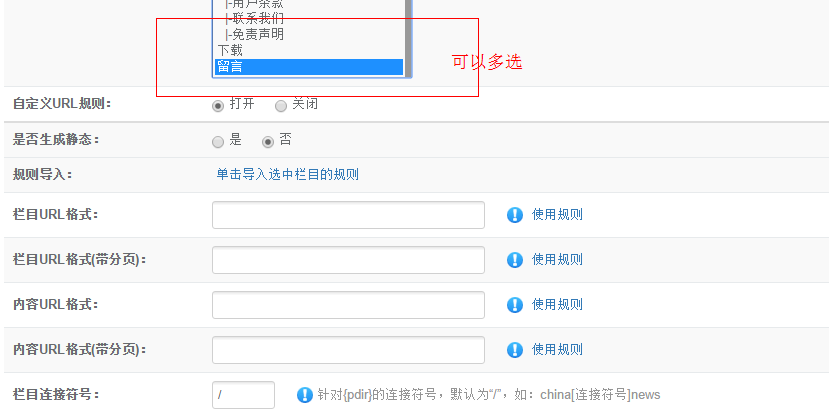 |-用户条款
|-联系我们
|-免责声明
下载
留言
可以多选
自定义URL规则： 打开 关闭
是否生成静态： 是 否
规则导入： 单击导入选中栏目的规则
栏目URL格式： 使用规则
栏目URL格式(带分页)： 使用规则
内容URL格式： 使用规则
内容URL格式(带分页)： 使用规则
栏目连接符号： / 针对{pdir}的连接符号，默认为“/”，如：china[连接符号]news